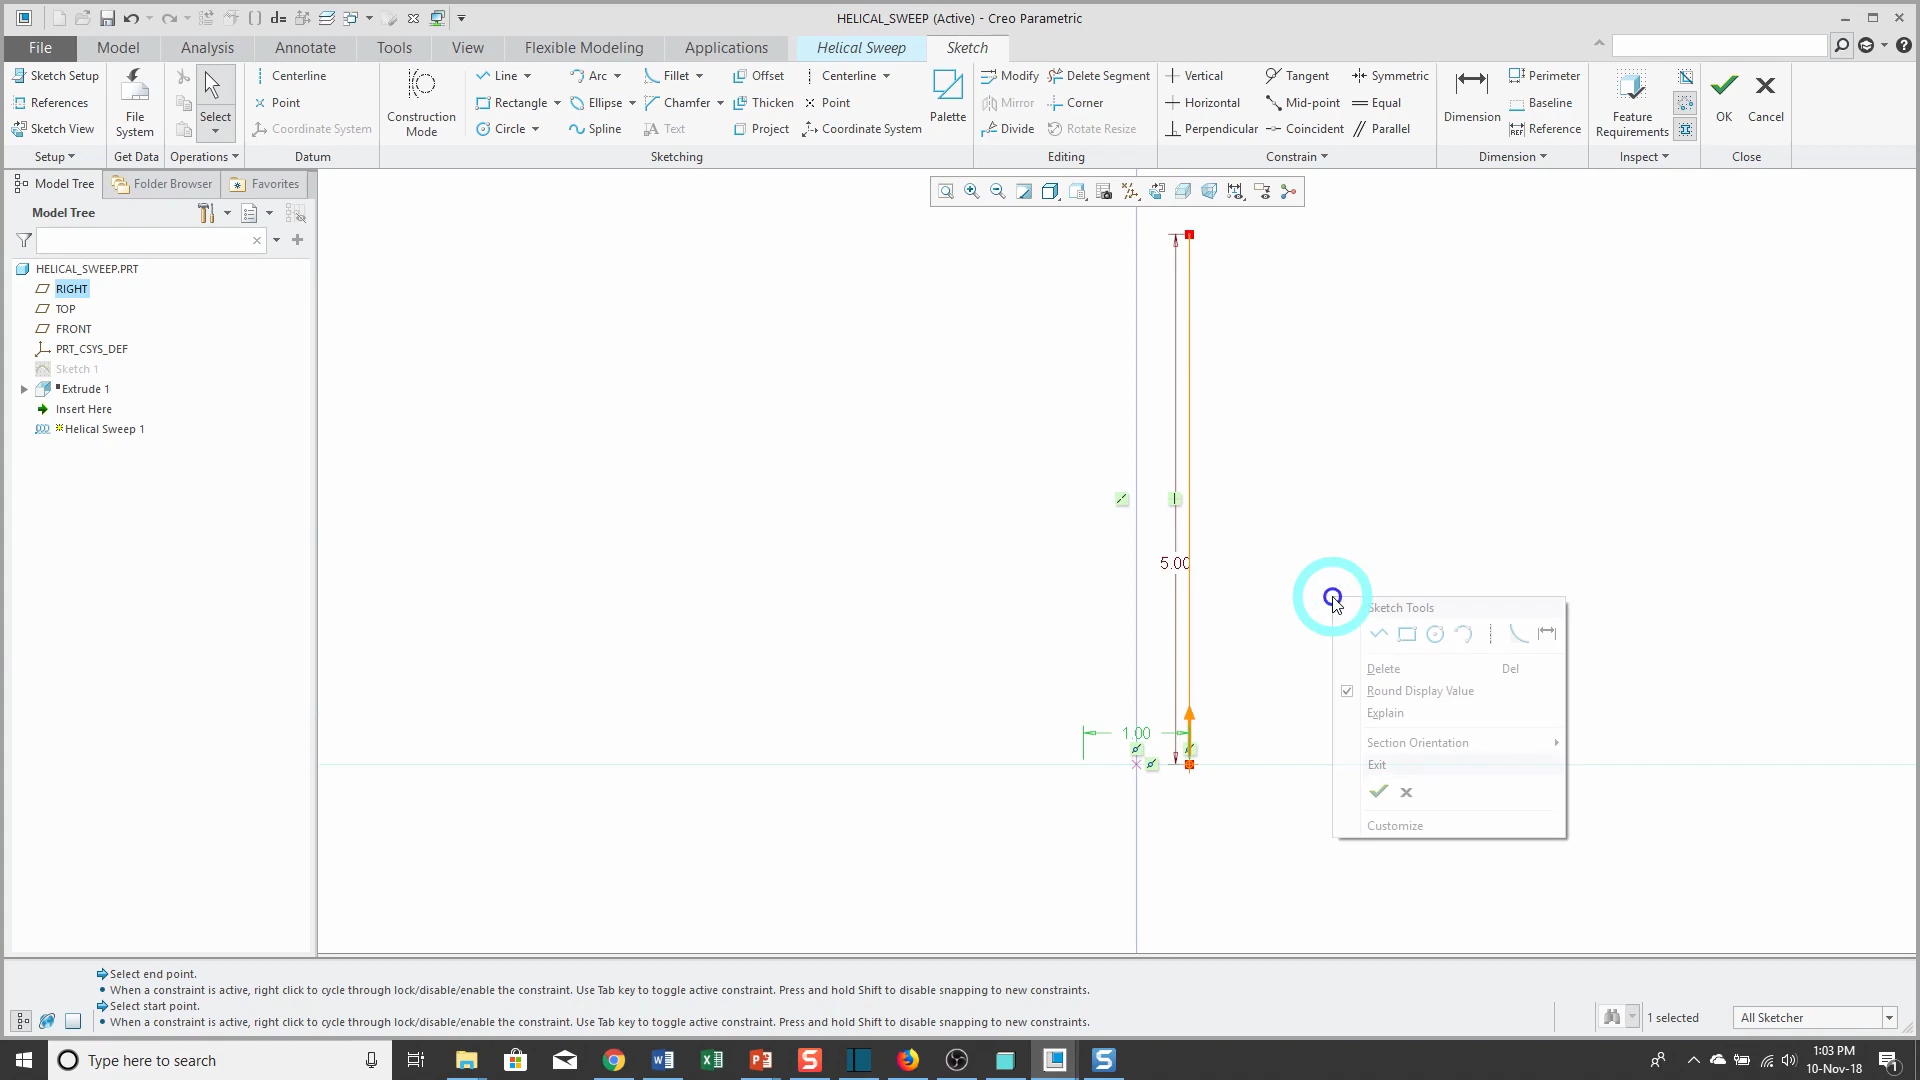 HELICAL_SWEEP (Active) - Creo Parametric
File Model Analysis Annotate Tools View Flexible Modeling Applications Helical Sweep Sketch
Sketch Setup
References
Sketch View
Setup
File System
Get Data
Select
Operations
Centerline
Point
Coordinate System
Datum
Construction Mode
Line Arc Fillet Offset Centerline
Rectangle Ellipse Chamfer Thicken Point
Circle Spline Text Project Coordinate System
Palette
Sketching
Modify Delete Segment
Mirror Corner
Divide Rotate Resize
Editing
Vertical Tangent Symmetric
Horizontal Mid-point Equal
Perpendicular Coincident Parallel
Constrain
Dimension
Perimeter
Baseline
Reference
Dimension
Feature Requirements
Inspect
OK Cancel
Close
Model Tree Folder Browser Favorites
Model Tree
HELICAL_SWEEP.PRT
RIGHT
TOP
FRONT
PRT_CSYS_DEF
Sketch 1
Extrude 1
Insert Here
Helical Sweep 1
5.00
1.00
Sketch Tools
Delete Del
Round Display Value
Explain
Section Orientation
Exit
Customize
Select end point.
• When a constraint is active, right click to cycle through lock/disable/enable the constraint. Use Tab key to toggle active constraint. Press and hold Shift to disable snapping to new constraints.
Select start point.
• When a constraint is active, right click to cycle through lock/disable/enable the constraint. Use Tab key to toggle active constraint. Press and hold Shift to disable snapping to new constraints.
1 selected
All Sketcher
Type here to search
1:03 PM
10-Nov-18